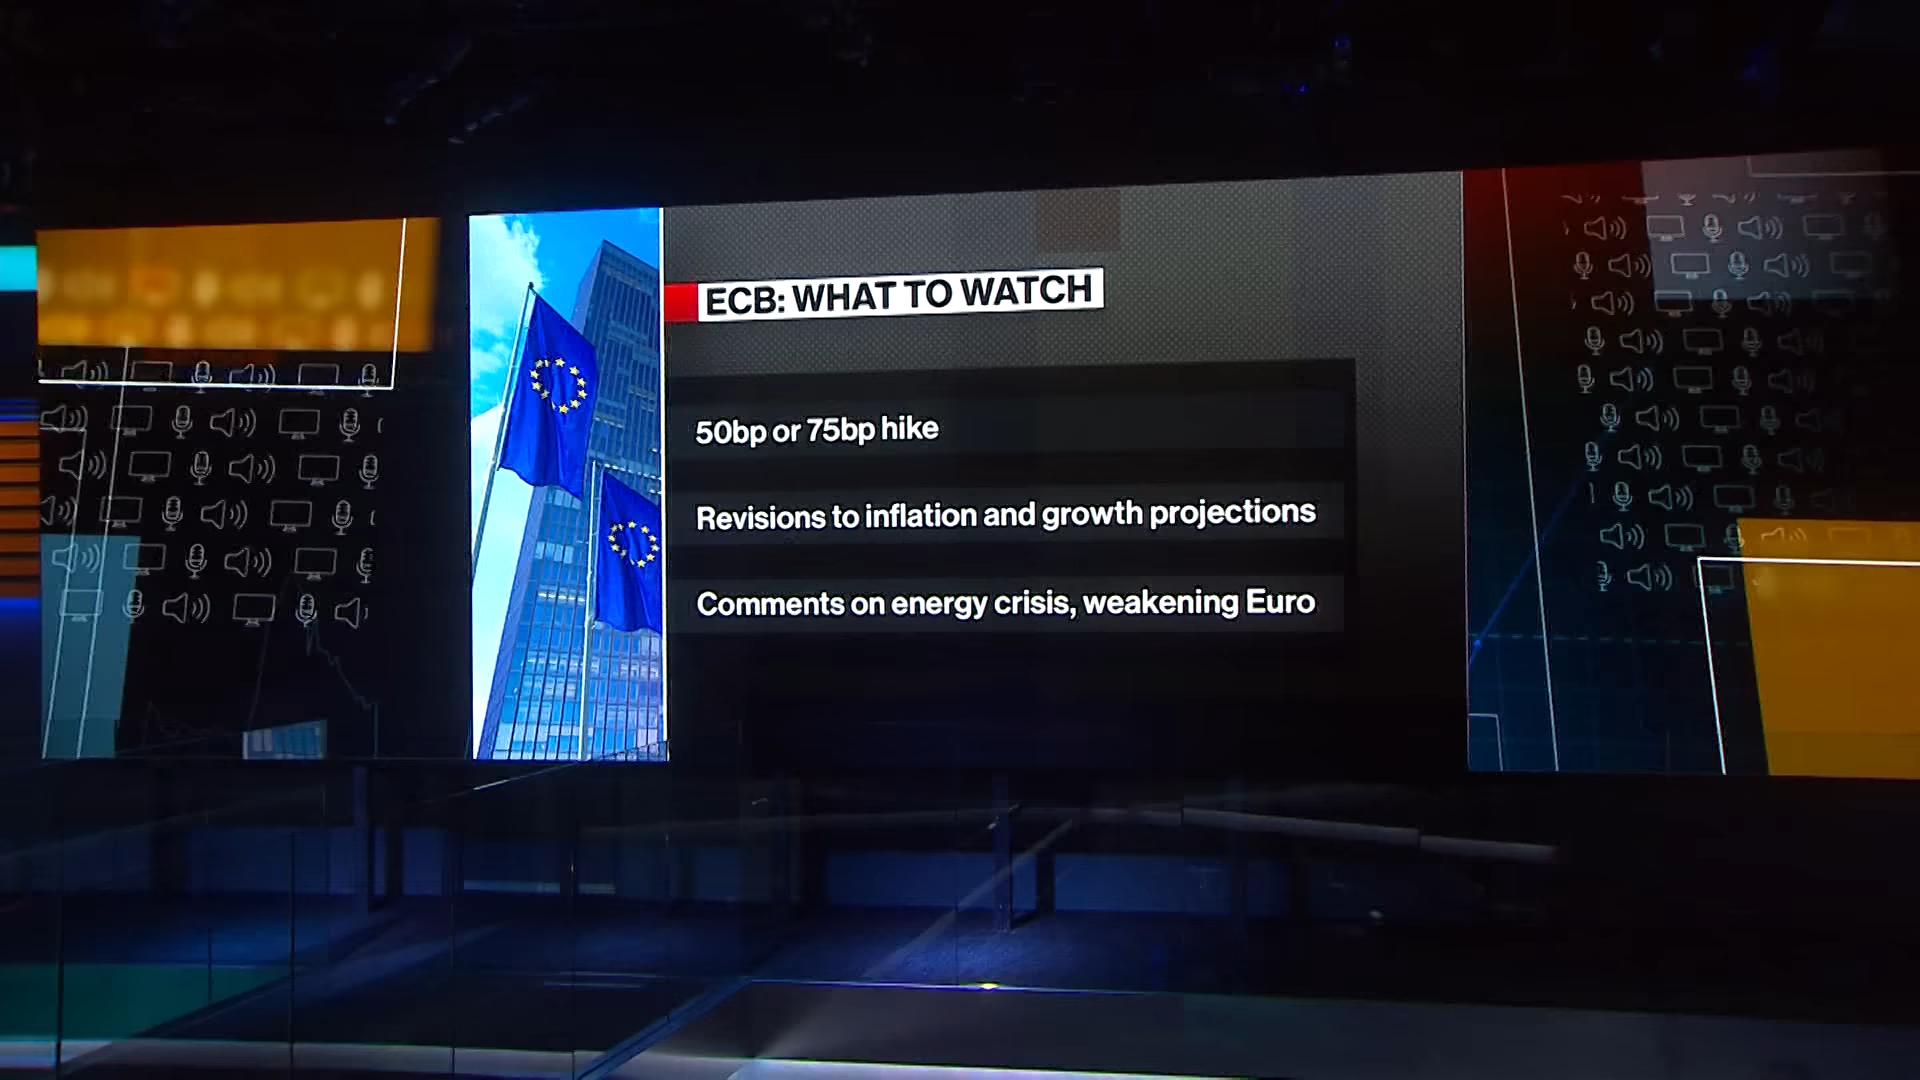 ECB: WHAT TO WATCH
50bp or 75bp hike
Revisions to inflation and growth projections
Comments on energy crisis, weakening Euro